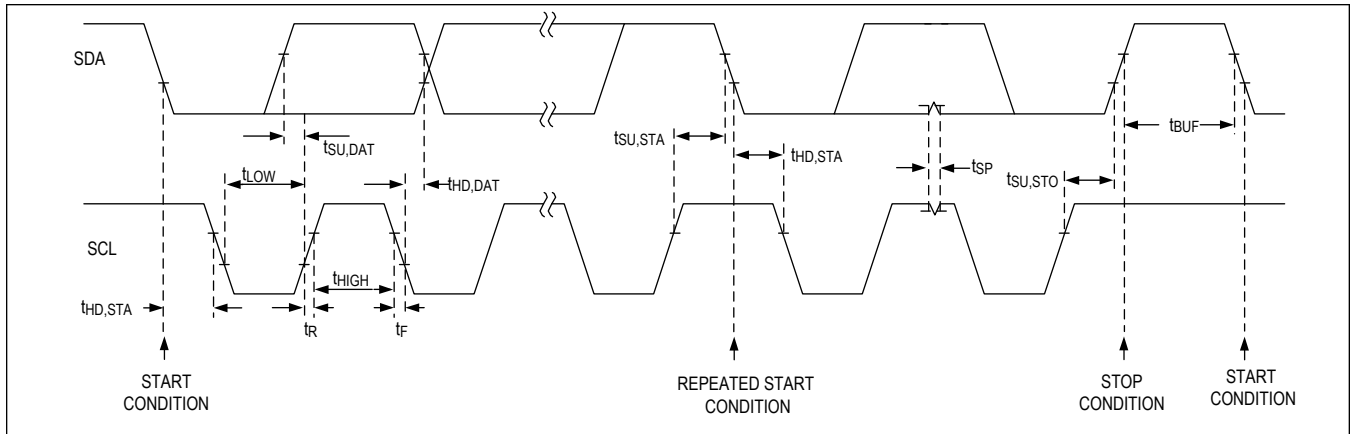 SDA
tSU,DAT
tSU,STA
tBUF
tHD,STA
tSP
tLOW
tHD,DAT
tSU,STO
SCL
tHIGH
tHD,STA
tR
tF
START
CONDITION
REPEATED START
CONDITION
STOP
CONDITION
START
CONDITION